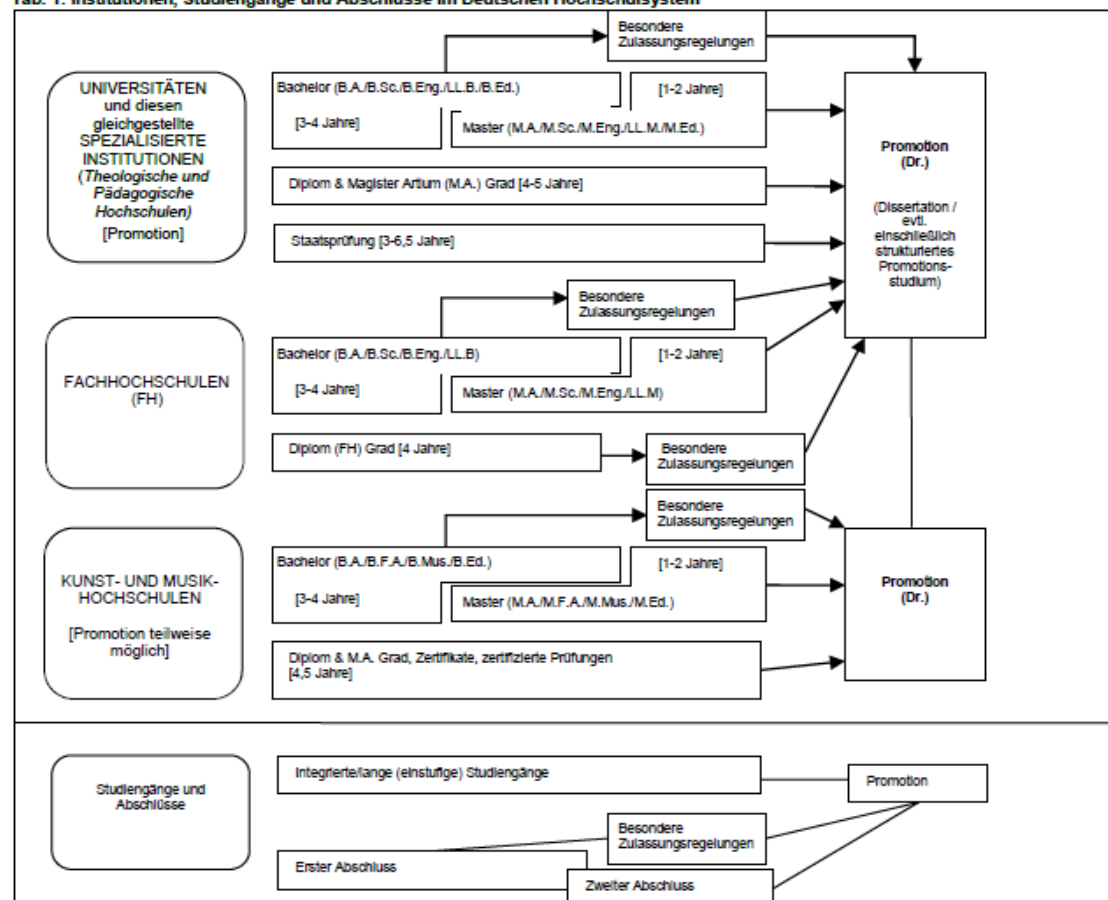 Tab. 1: Institutionen, Studiengänge und Abschlüsse im Deutschen Hochschulsystem
Besondere
Zulassungsregelungen
UNIVERSITÄTEN
und diesen
gleichgestellte
SPEZIALISIERTE
INSTITUTIONEN
(Theologische und
Pädagogische
Hochschulen)
[Promotion]
Bachelor (B.A./B.Sc./B.Eng./LL.B./B.Ed.)
[3-4 Jahre]
[1-2 Jahre]
Master (M.A./M.Sc./M.Eng./LL.M./M.Ed.)
Diplom & Magister Artium (M.A.) Grad [4-5 Jahre]
Staatsprüfung [3-6,5 Jahre]
Promotion
(Dr.)
(Dissertation /
evtl.
einschließlich
strukturiertes
Promotions-
studium)
FACHHOCHSCHULEN
(FH)
Besondere
Zulassungsregelungen
Bachelor (B.A./B.Sc./B.Eng./LL.B)
[3-4 Jahre]
[1-2 Jahre]
Master (M.A./M.Sc./M.Eng./LL.M)
Diplom (FH) Grad [4 Jahre]
Besondere
Zulassungsregelungen
KUNST- UND MUSIK-
HOCHSCHULEN
[Promotion teilweise
möglich]
Besondere
Zulassungsregelungen
Bachelor (B.A./B.F.A./B.Mus./B.Ed.)
[3-4 Jahre]
[1-2 Jahre]
Master (M.A./M.F.A./M.Mus./M.Ed.)
Diplom & M.A. Grad, Zertifikate, zertifizierte Prüfungen
[4,5 Jahre]
Promotion
(Dr.)
Studiengänge und
Abschlüsse
Integrierte/lange (einstufige) Studiengänge
Promotion
Besondere
Zulassungsregelungen
Erster Abschluss
Zweiter Abschluss